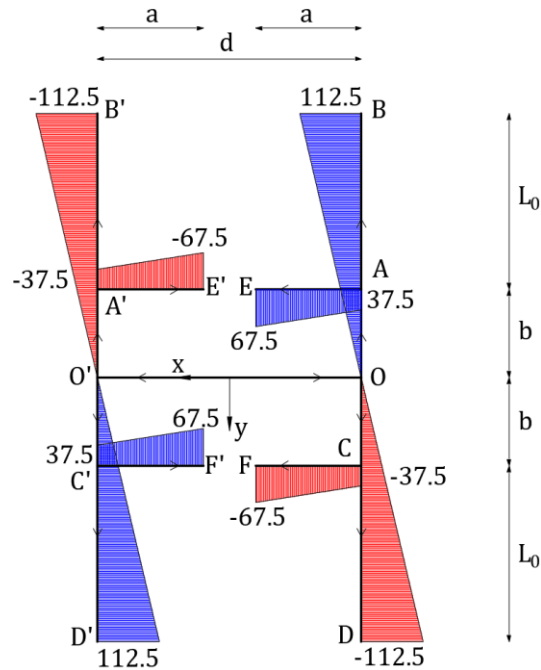 a a
d
-112.5 112.5
B' B
L₀
-67.5
-37.5 A
E' E 37.5
A' 67.5
b
O' x O
y
67.5 b
37.5 C
C' F' F -37.5
-67.5
L₀
D' D
112.5 -112.5